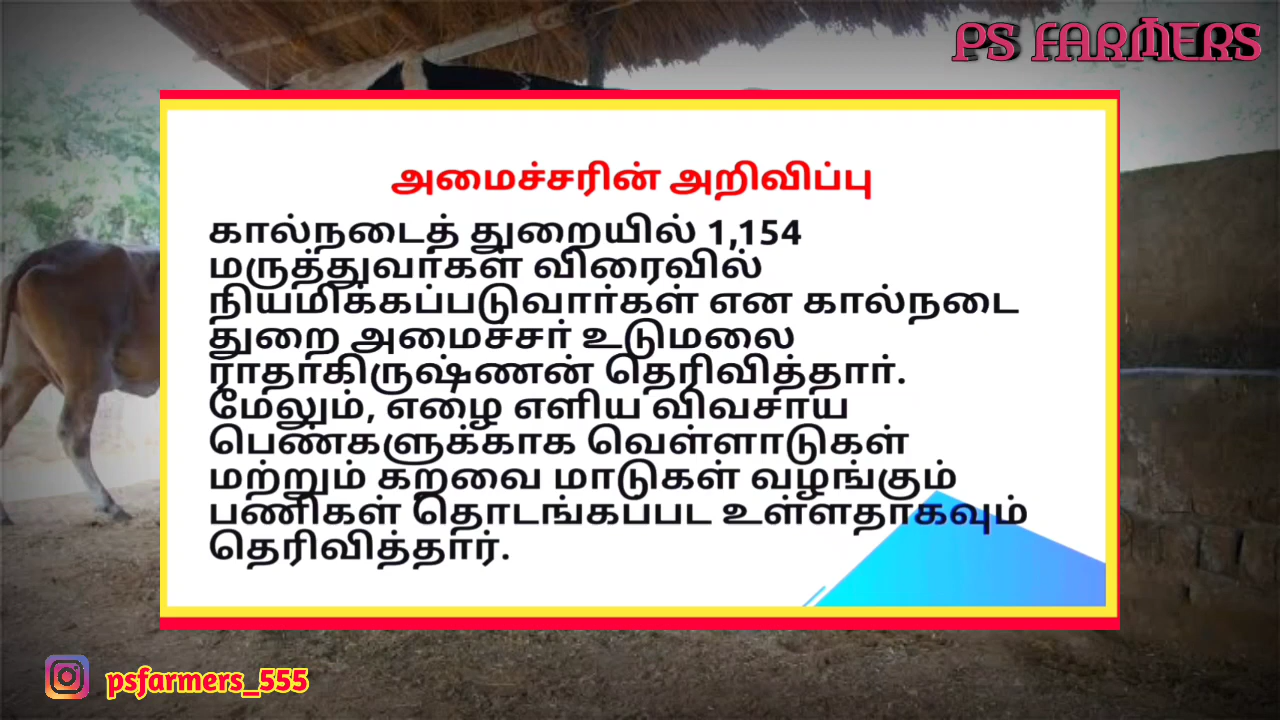 PS FARMERS
அமைச்சரின் அறிவிப்பு
கால்நடைத் துறையில் 1,154
மருத்துவர்கள் விரைவில்
நியமிக்கப்படுவார்கள் என கால்நடை
துறை அமைச்சர் உடுமலை
ராதாகிருஷ்ணன் தெரிவித்தார்.
மேலும், எழை எளிய விவசாய
பெண்களுக்காக வெள்ளாடுகள்
மற்றும் கறவை மாடுகள் வழங்கும்
பணிகள் தொடங்கப்பட உள்ளதாகவும்
தெரிவித்தார்.
psfarmers_555